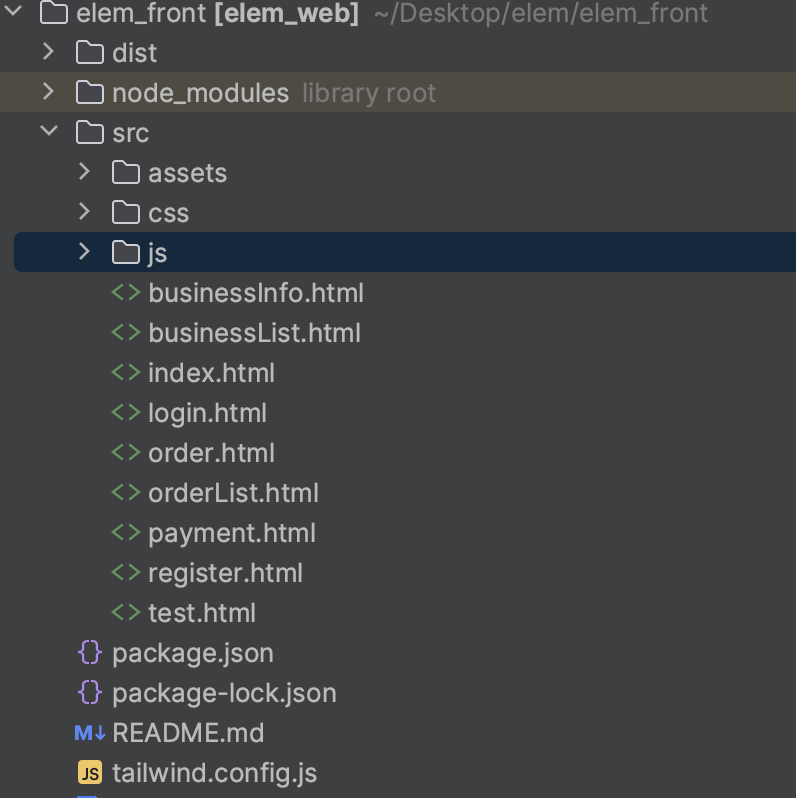 elem_front [elem_web] ~/Desktop/elem/elem_front
dist
node_modules library root
src
assets
css
js
businessInfo.html
businessList.html
index.html
login.html
order.html
orderList.html
payment.html
register.html
test.html
{} package.json
{} package-lock.json
M↓ README.md
JS tailwind.config.js